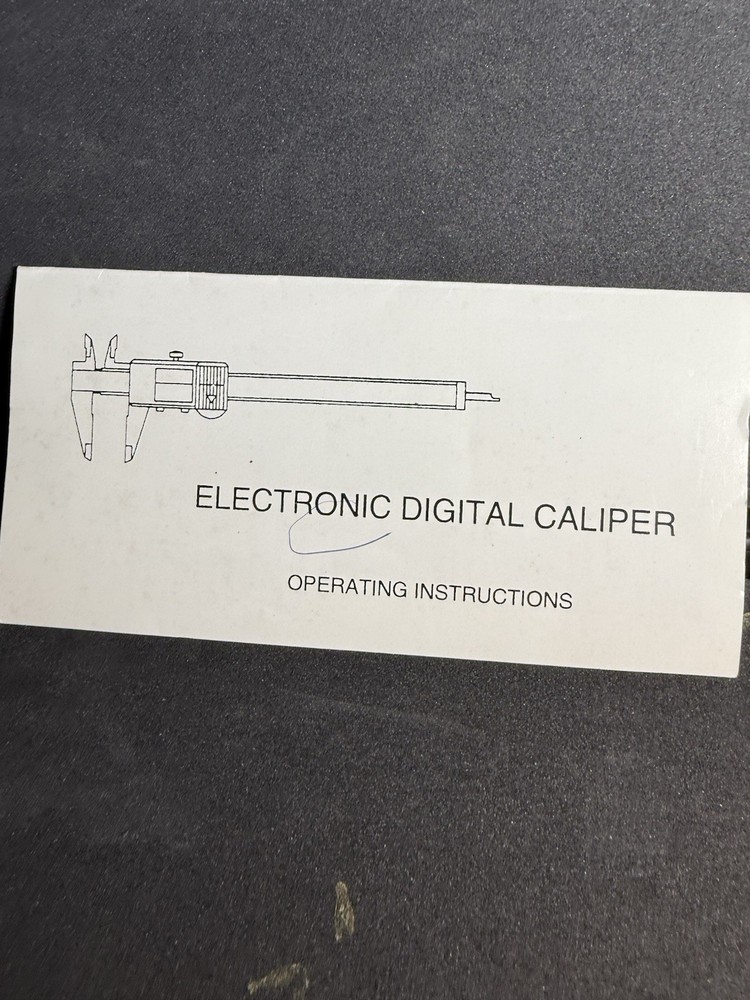 ELECTRONIC DIGITAL CALIPER
OPERATING INSTRUCTIONS